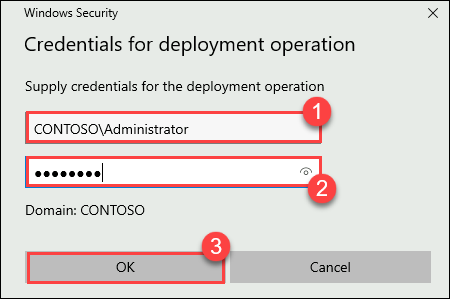 Windows Security
Credentials for deployment operation
Supply credentials for the deployment operation
1
CONTOSO\Administrator
●●●●●●●●
2
Domain: CONTOSO
3
OK
Cancel